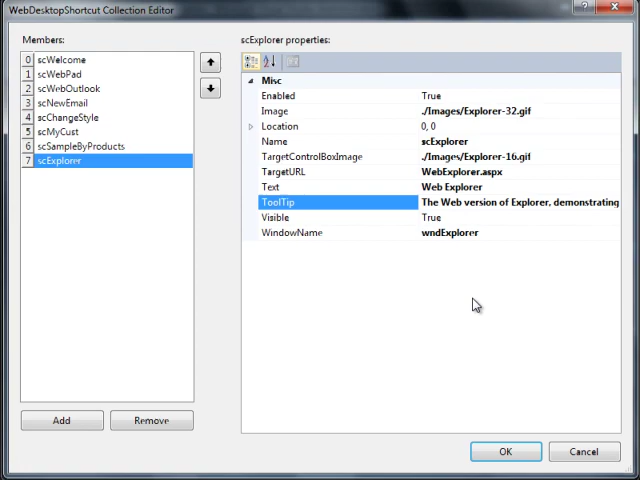 WebDesktopShortcut Collection Editor
?
Members:
0 scWelcome
1 scWebPad
2 scWebOutlook
3 scNewEmail
4 scChangeStyle
5 scMyCust
6 scSampleByProducts
7 scExplorer
Add
Remove
scExplorer properties:
Misc
Enabled True
Image ./Images/Explorer-32.gif
Location 0, 0
Name scExplorer
TargetControlBoxImage ./Images/Explorer-16.gif
TargetURL WebExplorer.aspx
Text Web Explorer
ToolTip The Web version of Explorer, demonstrating
Visible True
WindowName wndExplorer
OK
Cancel